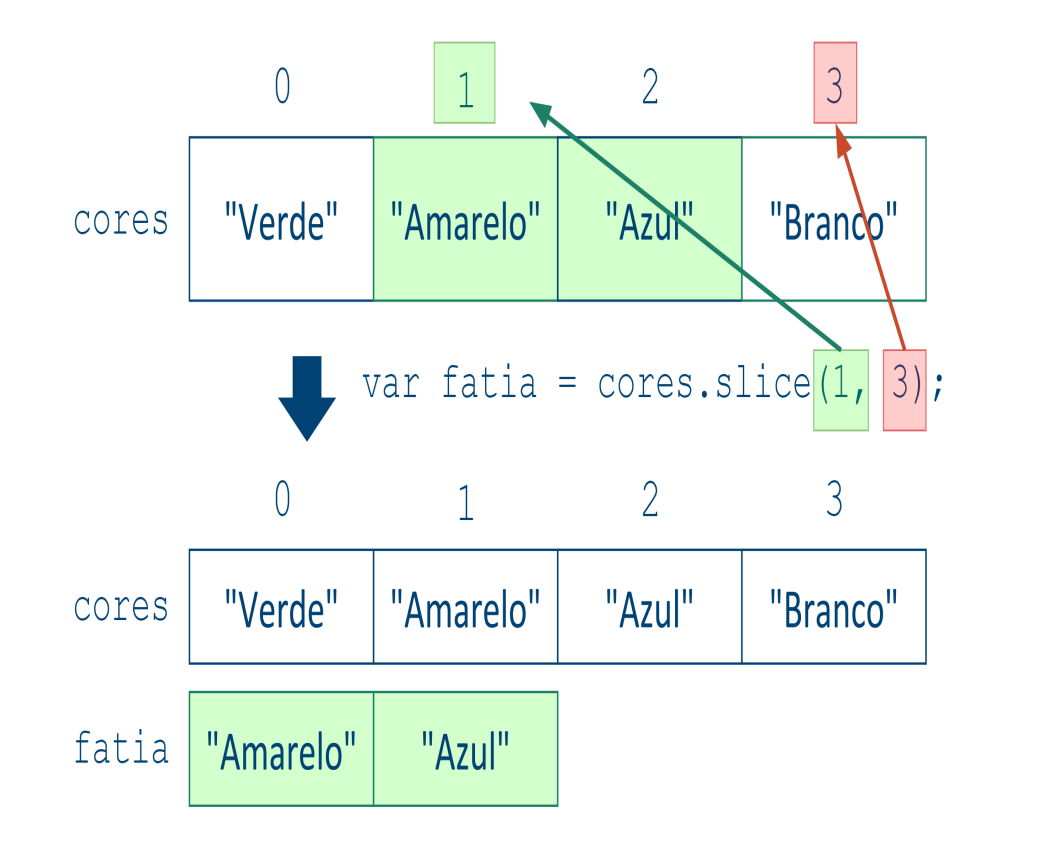 0 1 2 3
cores "Verde" "Amarelo" "Azul" "Branco"
var fatia = cores.slice(1, 3);
0 1 2 3
cores "Verde" "Amarelo" "Azul" "Branco"
fatia "Amarelo" "Azul"